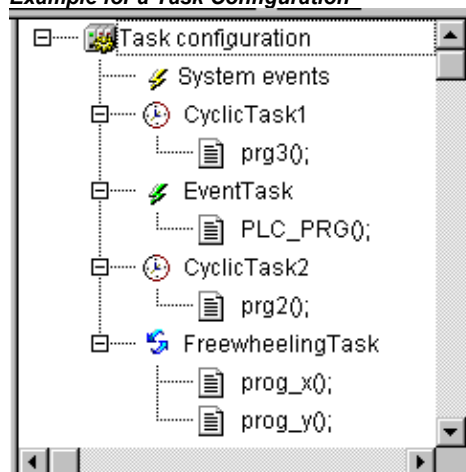 Example for a Task Configuration
Task configuration
System events
CyclicTask1
prg3();
EventTask
PLC_PRG();
CyclicTask2
prg2();
FreewheelingTask
prog_x();
prog_y();